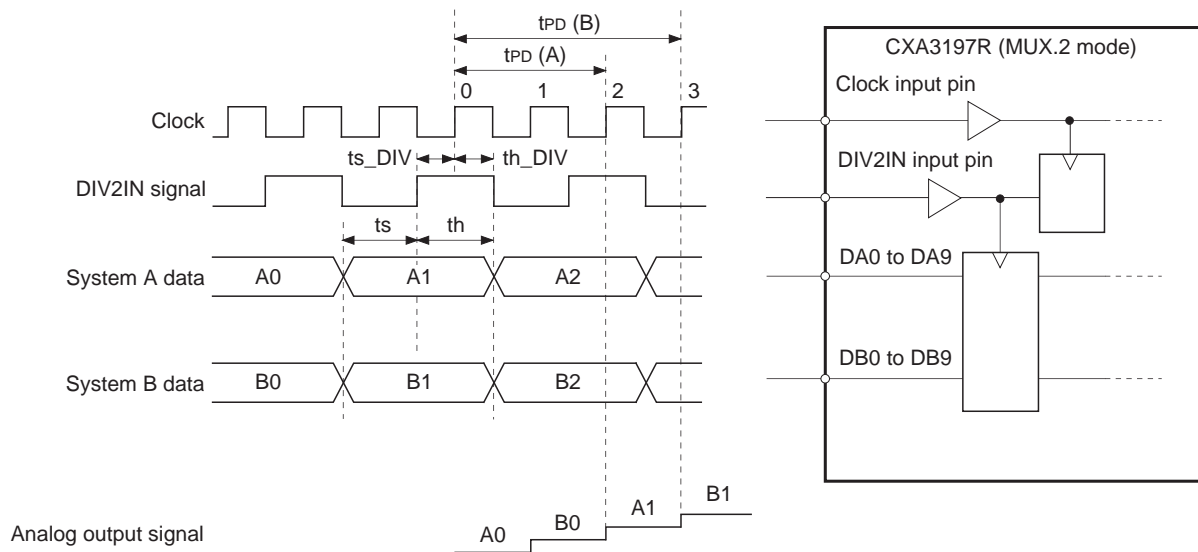 tPD (B)
tPD (A)
0 1 2 3
Clock
ts_DIV th_DIV
DIV2IN signal
ts th
System A data
A0 A1 A2
System B data
B0 B1 B2
Analog output signal
A0 B0 A1 B1
CXA3197R (MUX.2 mode)
Clock input pin
DIV2IN input pin
DA0 to DA9
DB0 to DB9